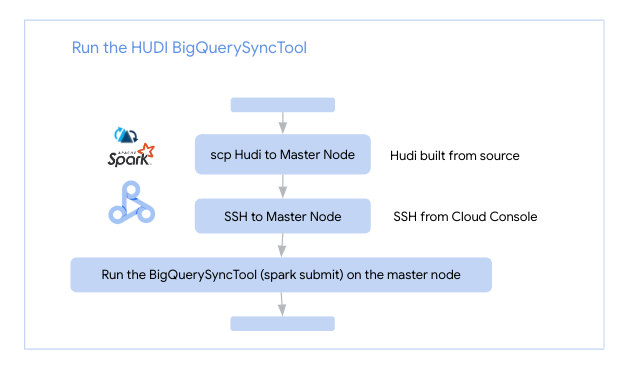 Run the HUDI BigQuerySyncTool
scp Hudi to Master Node
Hudi built from source
APACHE
Spark
SSH to Master Node
SSH from Cloud Console
Run the BigQuerySyncTool (spark submit) on the master node